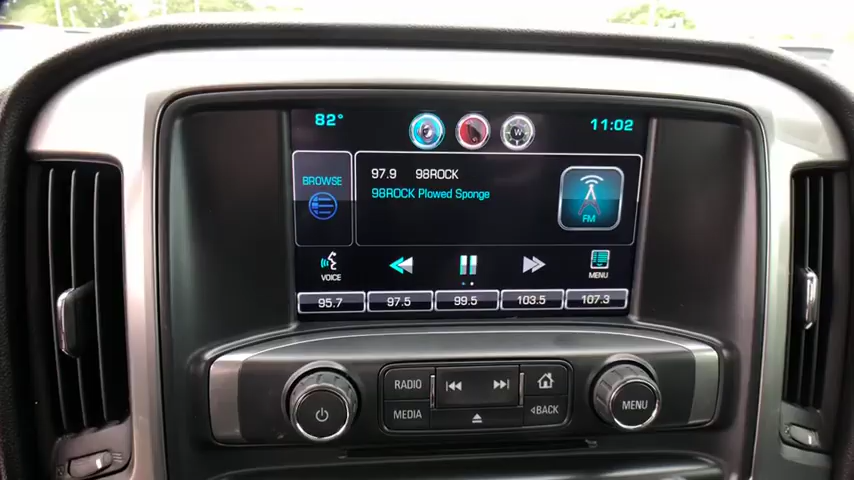 82° W 11:02
BROWSE
97.9 98ROCK
98ROCK Plowed Sponge
FM
VOICE
MENU
95.7 97.5 99.5 103.5 107.3
RADIO
MEDIA
BACK
MENU